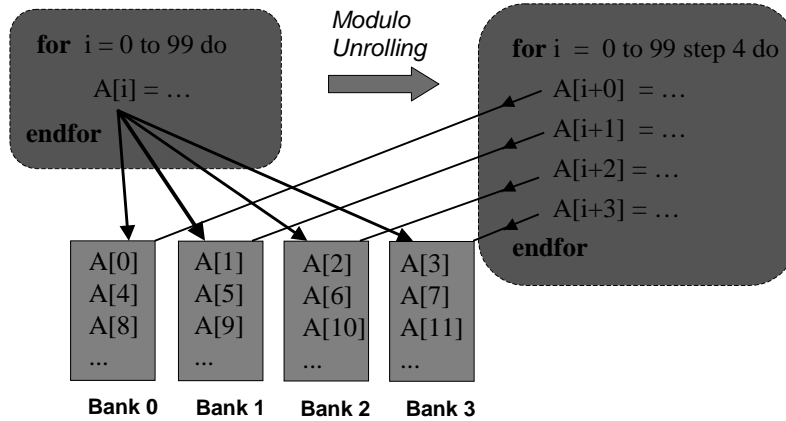 for i = 0 to 99 do
A[i] = …
endfor
Modulo
Unrolling
for i = 0 to 99 step 4 do
A[i+0] = …
A[i+1] = …
A[i+2] = …
A[i+3] = …
endfor
A[0]
A[4]
A[8]
...
Bank 0
A[1]
A[5]
A[9]
...
Bank 1
A[2]
A[6]
A[10]
...
Bank 2
A[3]
A[7]
A[11]
...
Bank 3